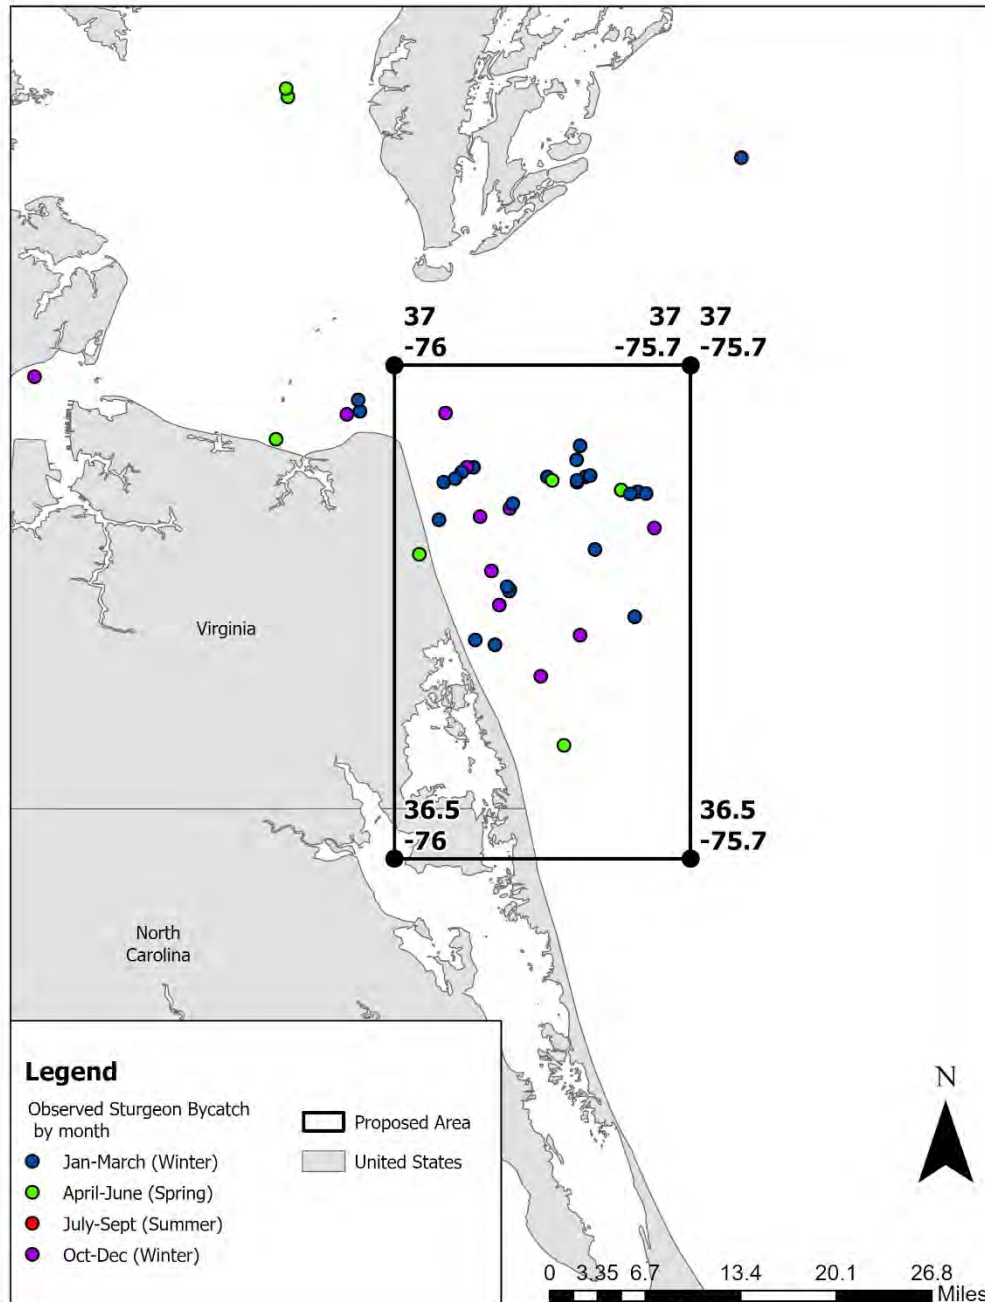 37
-76
37
-75.7
37
-75.7
Virginia
36.5
-76
36.5
-75.7
North
Carolina
Legend
Observed Sturgeon Bycatch
by month
Jan-March (Winter)
April-June (Spring)
July-Sept (Summer)
Oct-Dec (Winter)
Proposed Area
United States
N
0 3.35 6.7 13.4 20.1 26.8
Miles